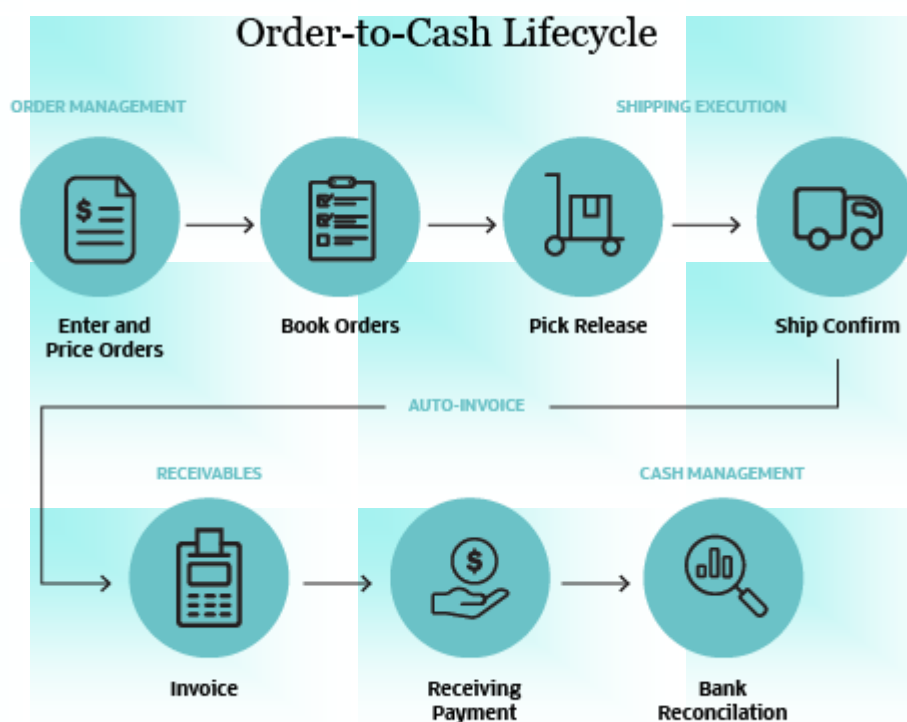 Order-to-Cash Lifecycle
ORDER MANAGEMENT
SHIPPING EXECUTION
$
Enter and
Price Orders
Book Orders
Pick Release
Ship Confirm
AUTO-INVOICE
RECEIVABLES
CASH MANAGEMENT
$
Invoice
Receiving
Payment
Bank
Reconcilation